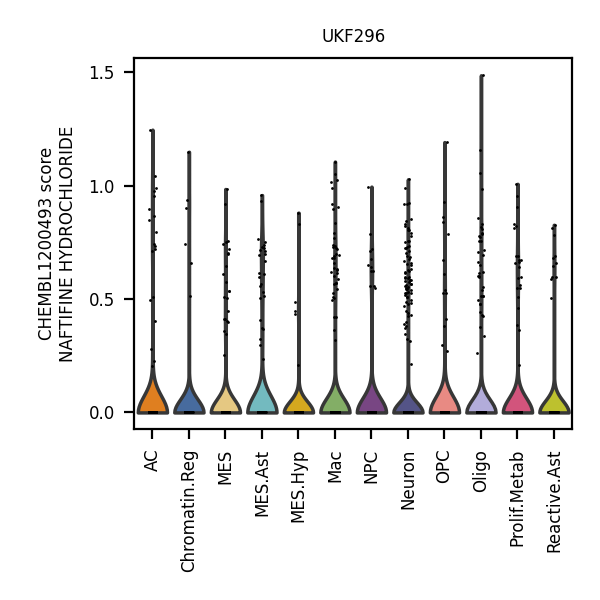 UKF296
CHEMBL1200493 score
NAFTIFINE HYDROCHLORIDE
1.5
1.0
0.5
0.0
AC
Chromatin.Reg
MES
MES.Ast
MES.Hyp
Mac
NPC
Neuron
OPC
Oligo
Prolif.Metab
Reactive.Ast